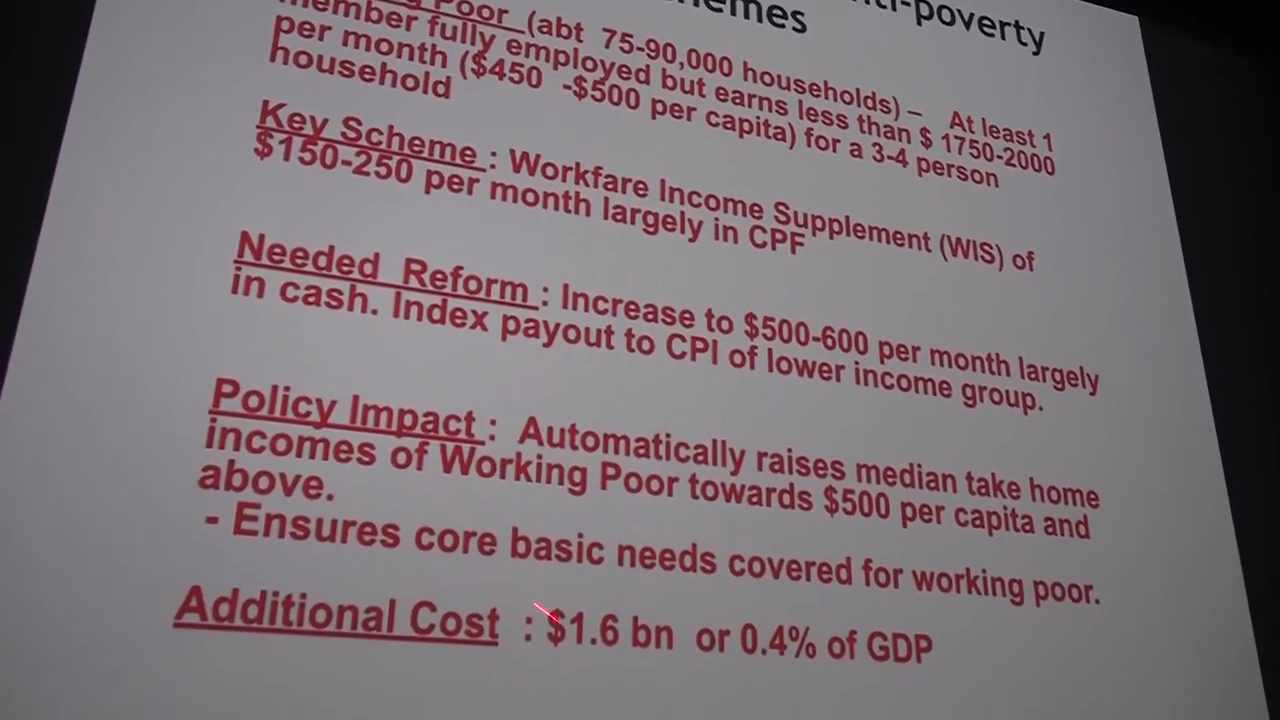 Poor (abt 75-90,000 households) – At least 1
member fully employed but earns less than $ 1750-2000
per month ($450 -$500 per capita) for a 3-4 person
household
Key Scheme : Workfare Income Supplement (WIS) of
$150-250 per month largely in CPF
Needed Reform : Increase to $500-600 per month largely
in cash. Index payout to CPI of lower income group.
Policy Impact : Automatically raises median take home
incomes of Working Poor towards $500 per capita and
above.
- Ensures core basic needs covered for working poor.
Additional Cost : $1.6 bn or 0.4% of GDP